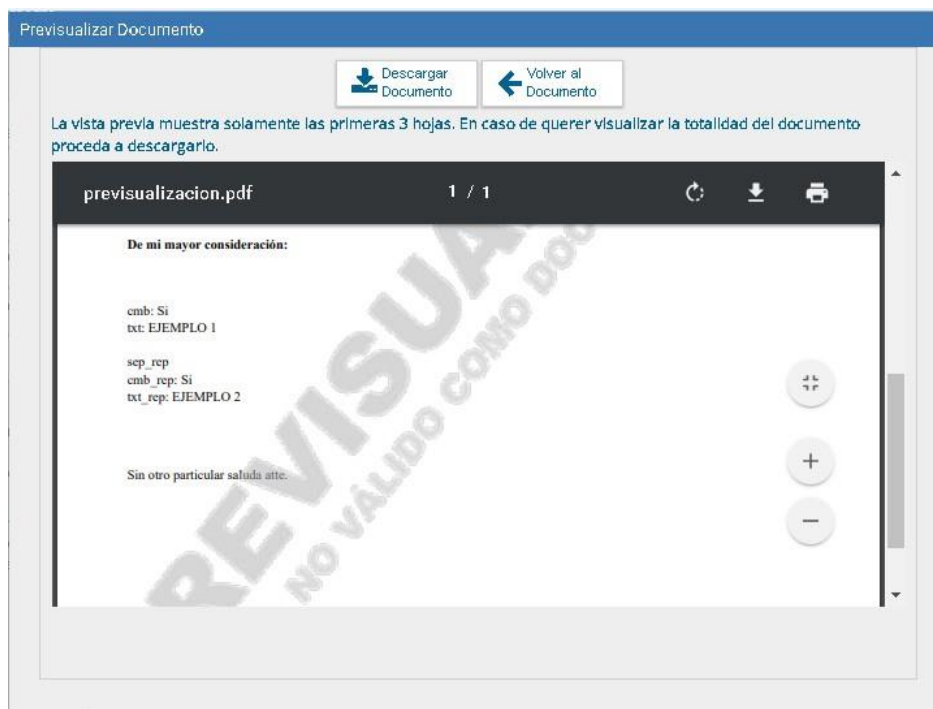 Previsualizar Documento
Descargar
Documento
Volver al
Documento
La vista previa muestra solamente las primeras 3 hojas. En caso de querer visualizar la totalidad del documento
proceda a descargarlo.
previsualizacion.pdf
1 / 1
De mi mayor consideración:
cmb: Si
txt: EJEMPLO 1
sep_rep
cmb_rep: Si
txt_rep: EJEMPLO 2
Sin otro particular saluda atte.
REVISUA
NO VÁLIDO COMO DOC